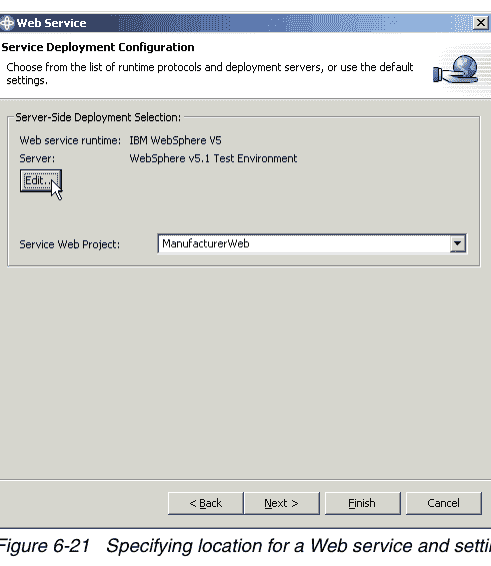 Web Service
Service Deployment Configuration
Choose from the list of runtime protocols and deployment servers, or use the default
settings.
Server-Side Deployment Selection:
Web service runtime: IBM WebSphere V5
Server: WebSphere v5.1 Test Environment
Edit...
Service Web Project: ManufacturerWeb
< Back Next > Finish Cancel
Figure 6-21 Specifying location for a Web service and